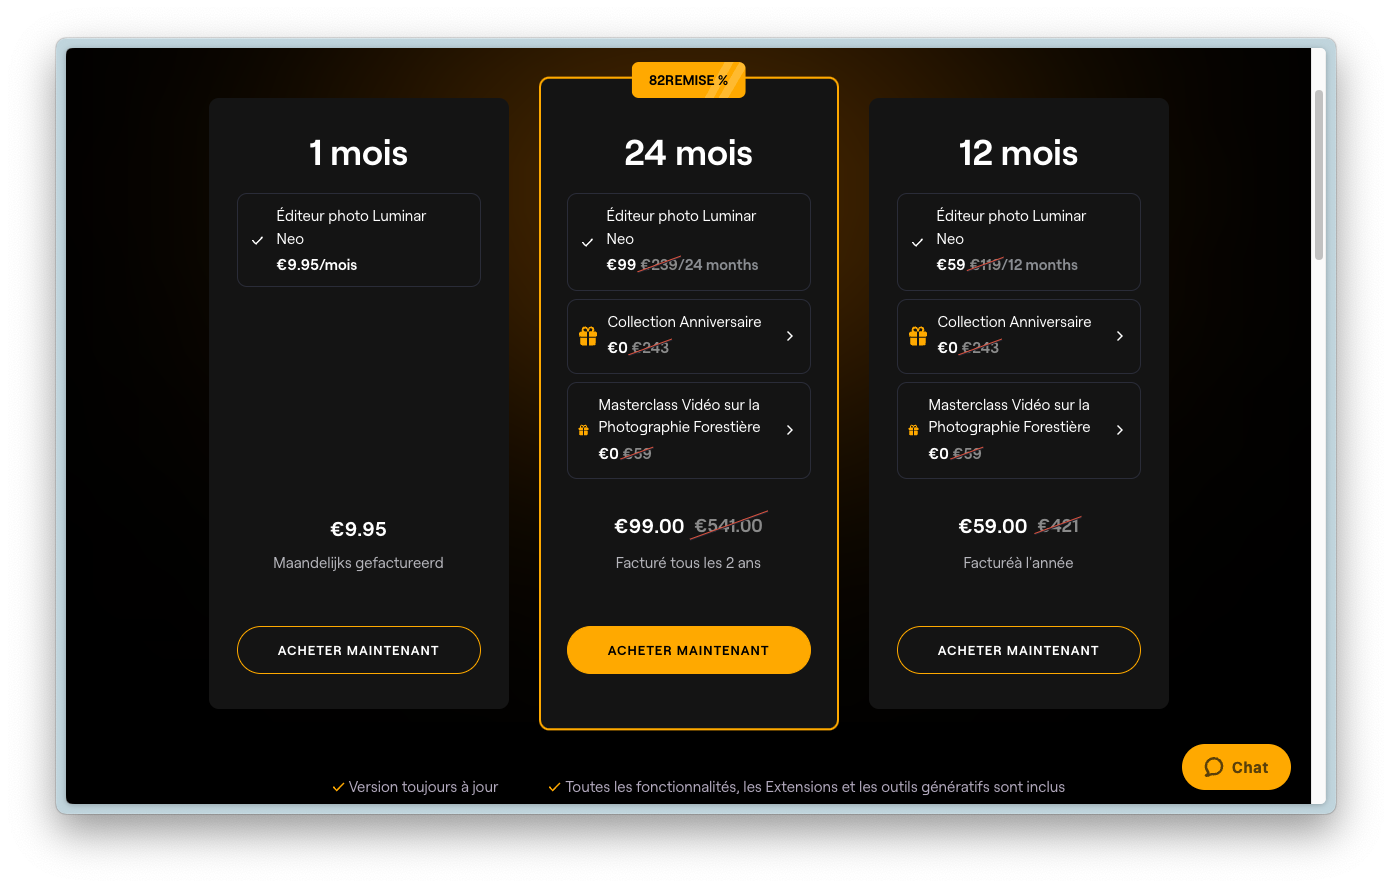 1 mois
Éditeur photo Luminar
Neo
€9.95/mois
€9.95
Maandelijks gefactureerd
ACHETER MAINTENANT
82REMISE %
24 mois
Éditeur photo Luminar
Neo
€99 €239/24 months
Collection Anniversaire
€0 €243
Masterclass Vidéo sur la
Photographie Forestière
€0 €59
€99.00 €541.00
Facturé tous les 2 ans
ACHETER MAINTENANT
12 mois
Éditeur photo Luminar
Neo
€59 €119/12 months
Collection Anniversaire
€0 €243
Masterclass Vidéo sur la
Photographie Forestière
€0 €59
€59.00 €421
Facturéà l'année
ACHETER MAINTENANT
Version toujours à jour
Toutes les fonctionnalités, les Extensions et les outils génératifs sont inclus
Chat